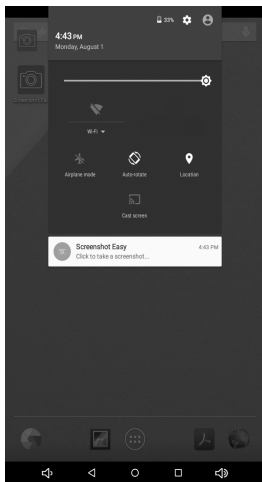 33%
4:43 PM
Monday, August 1
Wi-Fi
Airplane mode
Auto-rotate
Location
Cast screen
Screenshot Easy
4:43 PM
Click to take a screenshot...